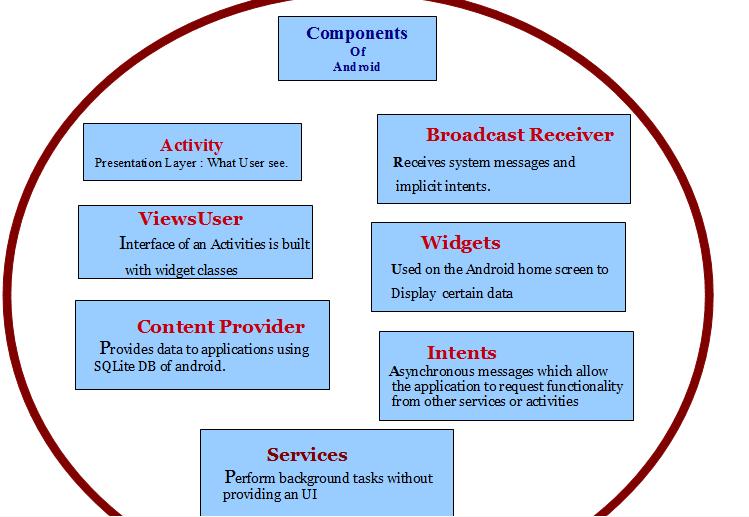 Components
Of
Android
Activity
Presentation Layer : What User see.
Broadcast Receiver
Receives system messages and
implicit intents.
ViewsUser
Interface of an Activities is built
with widget classes
Widgets
Used on the Android home screen to
Display certain data
Content Provider
Provides data to applications using
SQLite DB of android.
Intents
Asynchronous messages which allow
the application to request functionality
from other services or activities
Services
Perform background tasks without
providing an UI